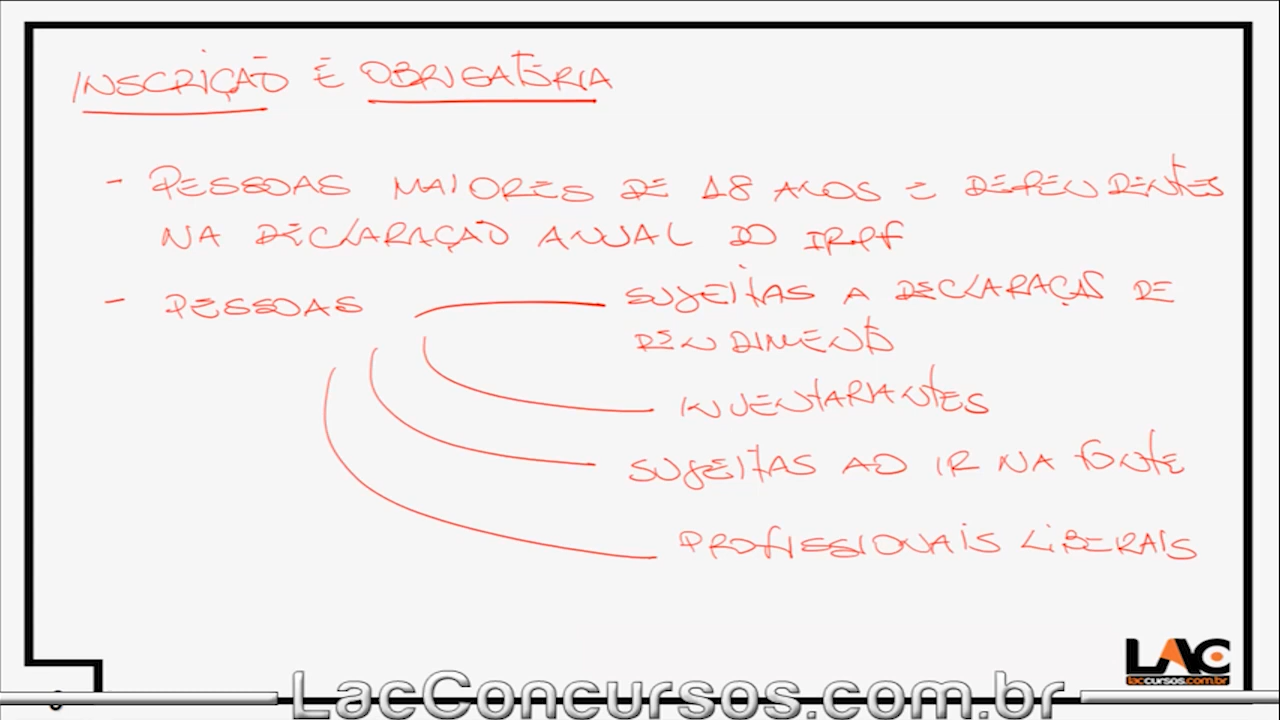 INSCRIÇÃO É OBRIGATÓRIA
- PESSOAS MAIORES DE 18 ANOS E DEPENDENTES
NA DECLARAÇÃO ANUAL DO IRPF
- PESSOAS
SUJEITAS A DECLARAÇÃO DE
RENDIMENTO
INVENTARIANTES
SUJEITAS AO IR NA FONTE
PROFISSIONAIS LIBERAIS
LAC
laccursos.com.br
LacConcursos.com.br